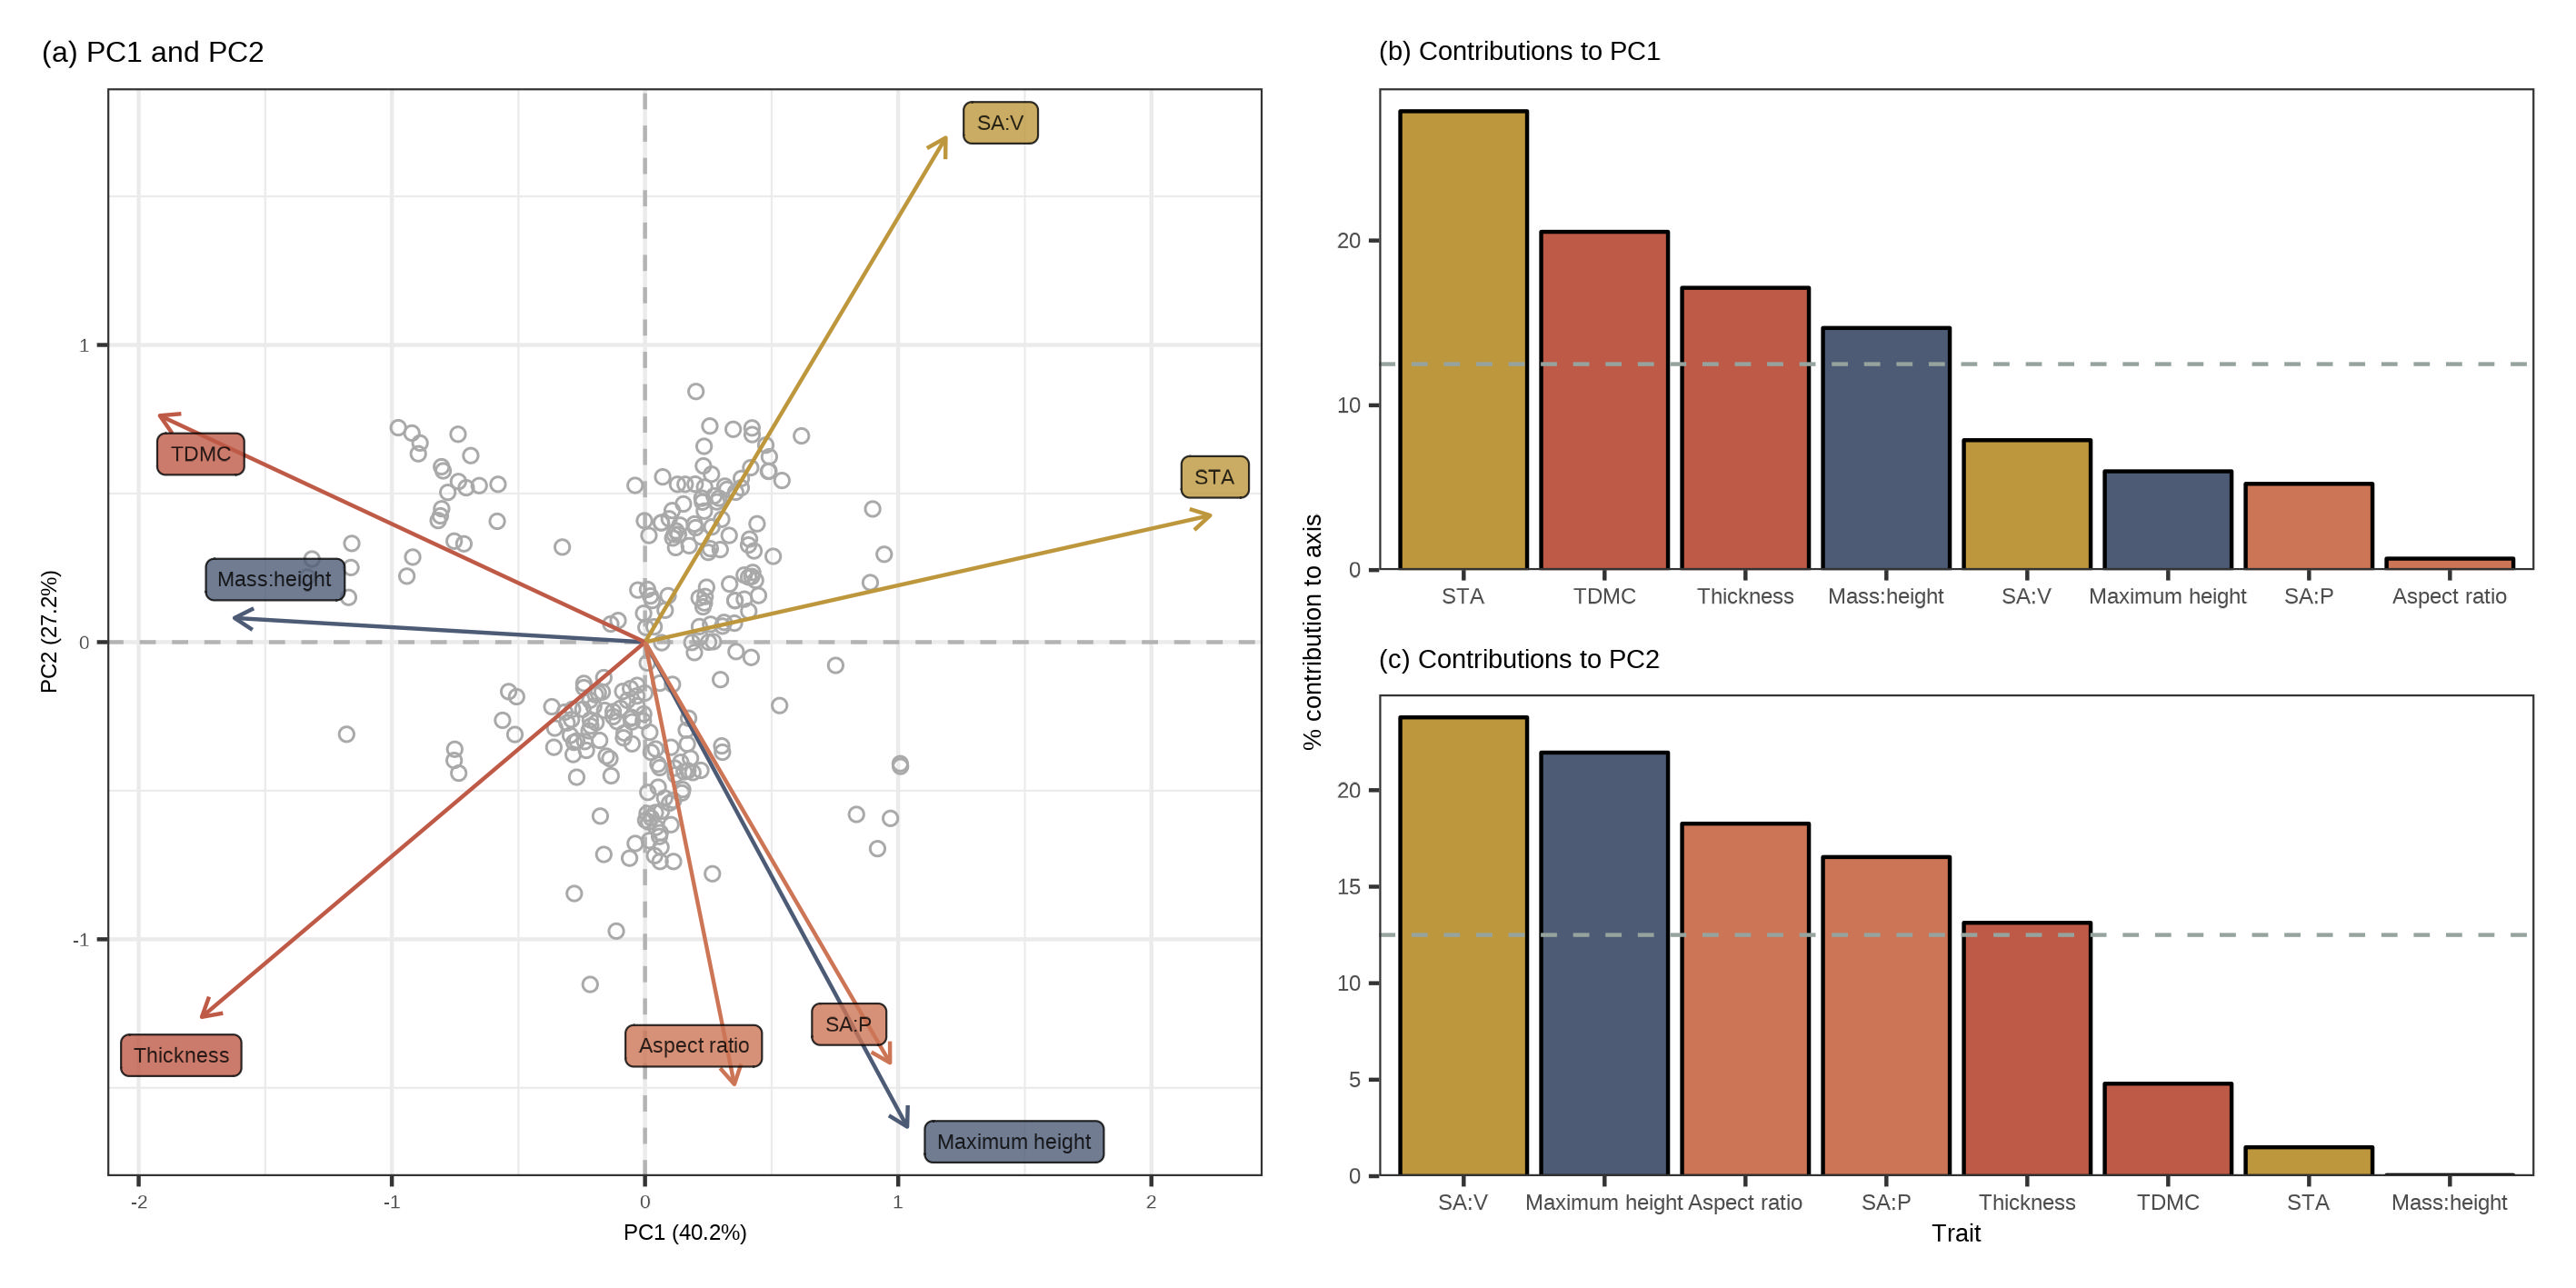 (a) PC1 and PC2
SA:V
STA
TDMC
Mass:height
Thickness
Aspect ratio
SA:P
Maximum height
1
0
-1
PC2 (27.2%)
-2 -1 0 1 2
PC1 (40.2%)
(b) Contributions to PC1
20
10
0
STA TDMC Thickness Mass:height SA:V Maximum height SA:P Aspect ratio
% contribution to axis
(c) Contributions to PC2
20
15
10
5
0
SA:V Maximum height Aspect ratio SA:P Thickness TDMC STA Mass:height
Trait